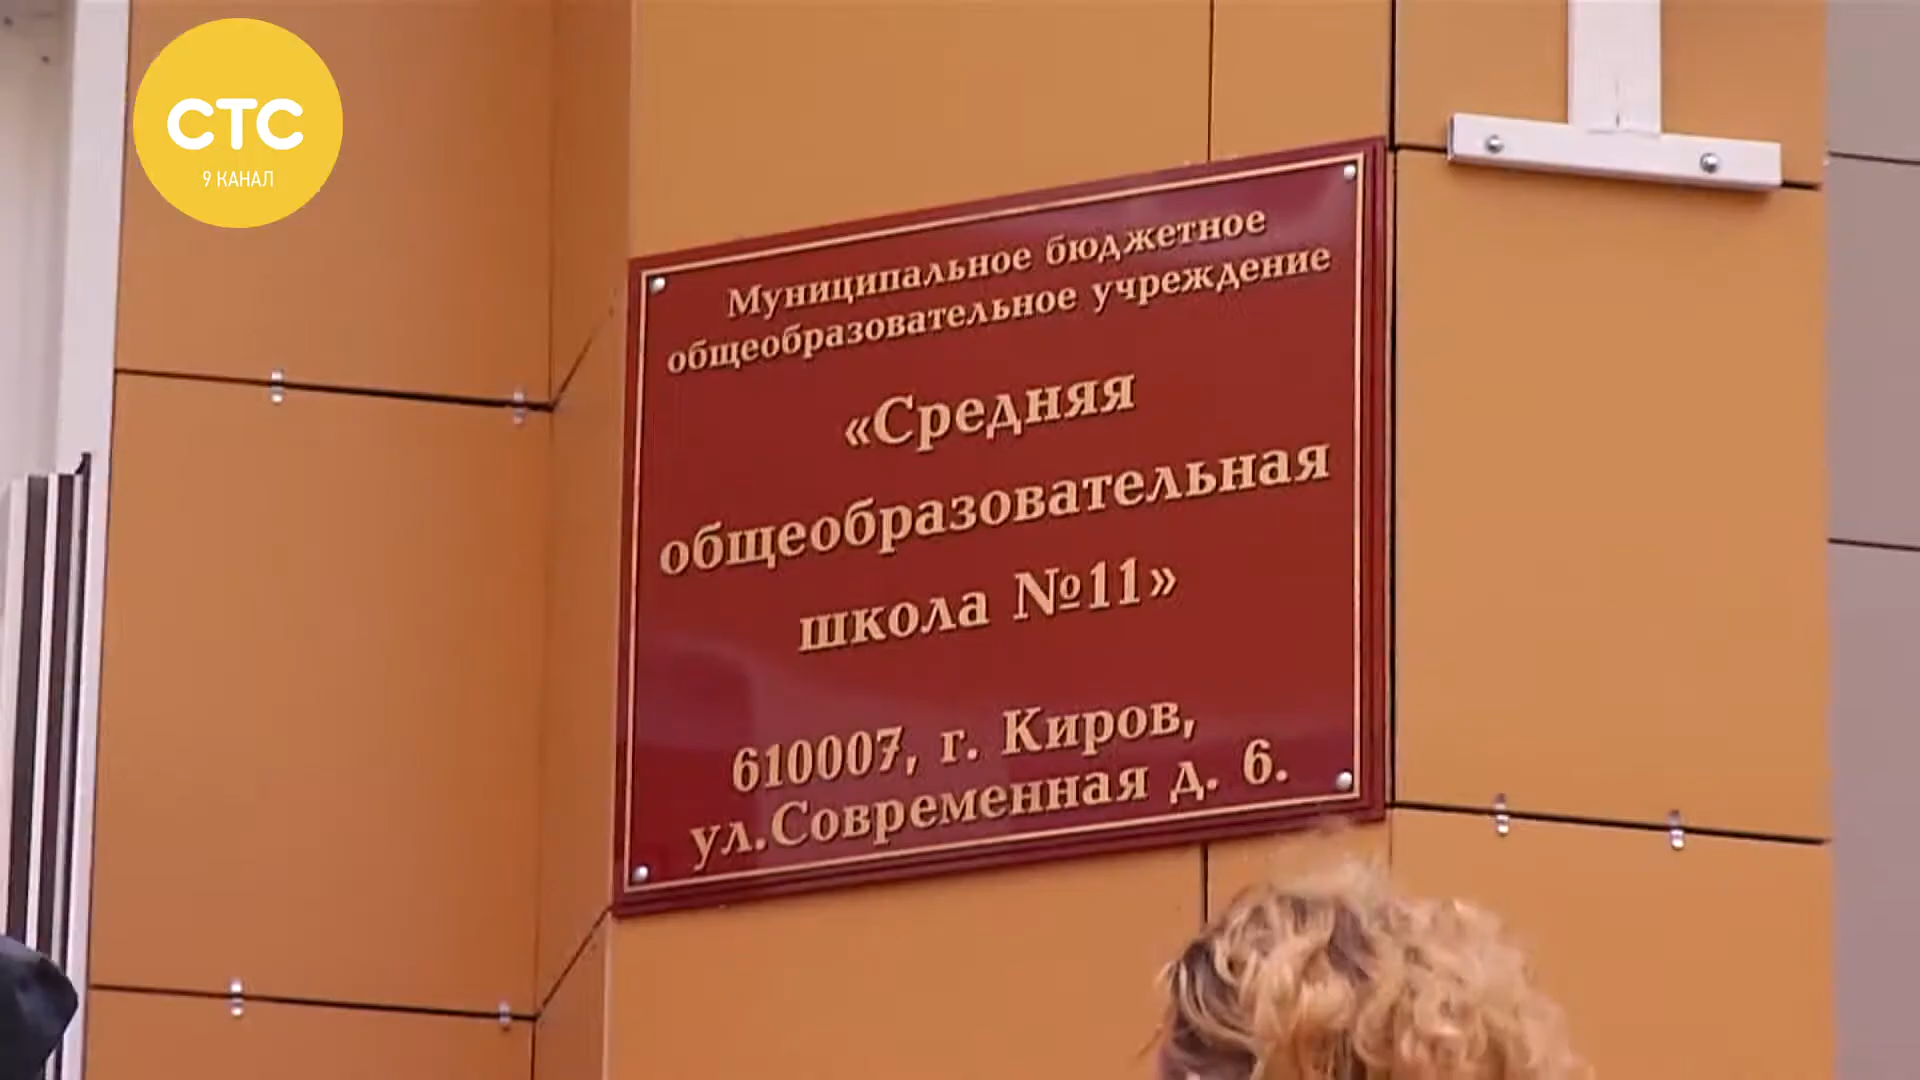 СТС
9 КАНАЛ
Муниципальное бюджетное
общеобразовательное учреждение
«Средняя
общеобразовательная
школа №11»
610007, г. Киров,
ул.Современная д. 6.